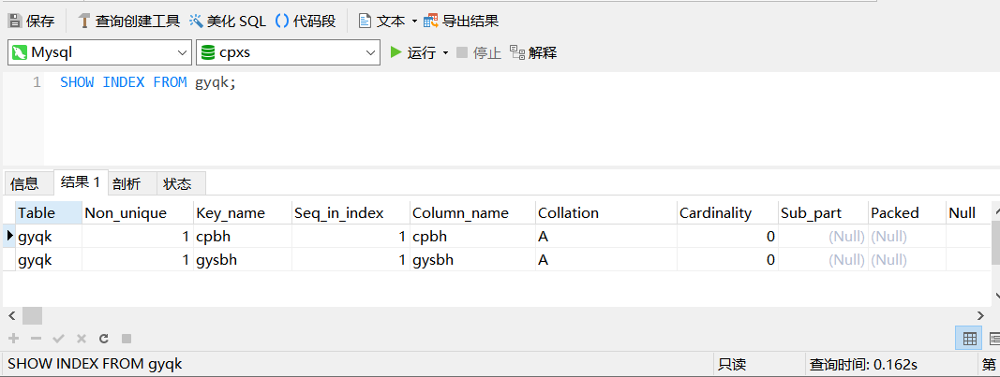 保存 查询创建工具 美化 SQL 代码段 文本 导出结果
Mysql cpxs 运行 停止 解释
1 SHOW INDEX FROM gyqk;
信息 结果 1 剖析 状态
Table Non_unique Key_name Seq_in_index Column_name Collation Cardinality Sub_part Packed Null
gyqk 1 cpbh 1 cpbh A 0 (Null) (Null)
gyqk 1 gysbh 1 gysbh A 0 (Null) (Null)
SHOW INDEX FROM gyqk 只读 查询时间: 0.162s 第